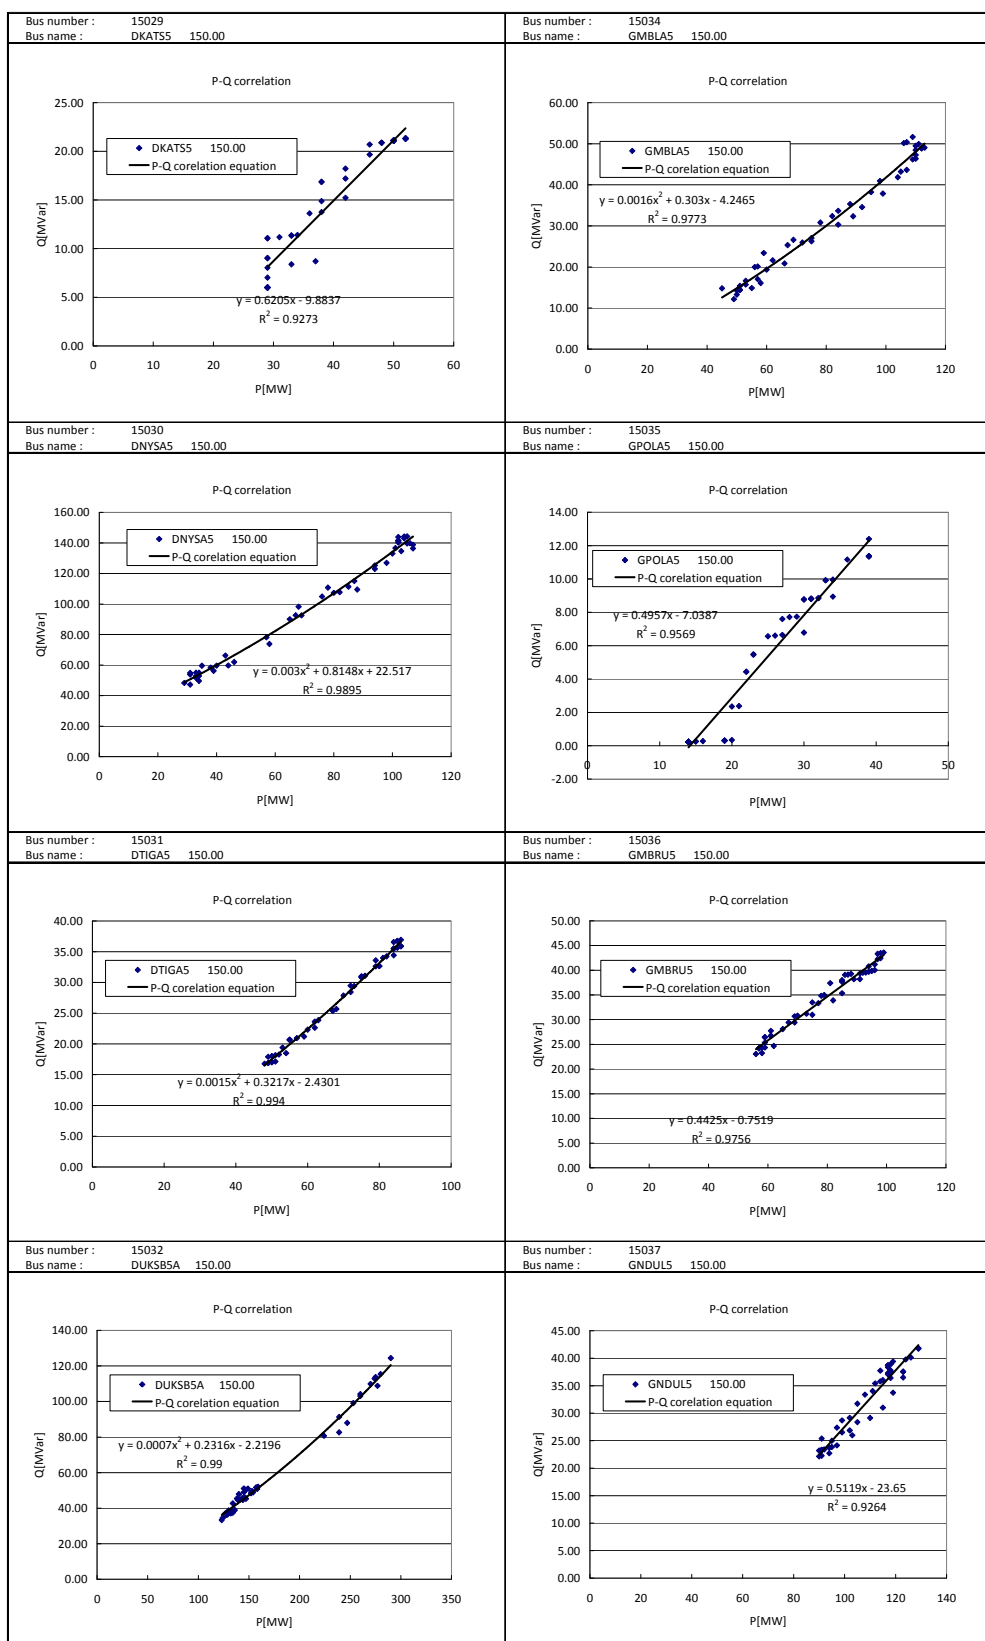 Bus number : 15029
Bus name : DKATS5 150.00
P-Q correlation
25.00
20.00
15.00
10.00
5.00
0.00
Q[MVar]
DKATS5 150.00
P-Q corelation equation
y = 0.6205x - 9.8837
R² = 0.9273
0 10 20 30 40 50 60
P[MW]
Bus number : 15034
Bus name : GMBLA5 150.00
P-Q correlation
60.00
50.00
40.00
30.00
20.00
10.00
0.00
Q[MVar]
GMBLA5 150.00
P-Q corelation equation
y = 0.0016x² + 0.303x - 4.2465
R² = 0.9773
0 20 40 60 80 100 120
P[MW]
Bus number : 15030
Bus name : DNYSA5 150.00
P-Q correlation
160.00
140.00
120.00
100.00
80.00
60.00
40.00
20.00
0.00
Q[MVar]
DNYSA5 150.00
P-Q corelation equation
y = 0.003x² + 0.8148x + 22.517
R² = 0.9895
0 20 40 60 80 100 120
P[MW]
Bus number : 15035
Bus name : GPOLA5 150.00
P-Q correlation
14.00
12.00
10.00
8.00
6.00
4.00
2.00
0.00
-2.00
Q[MVar]
GPOLA5 150.00
P-Q corelation equation
y = 0.4957x - 7.0387
R² = 0.9569
0 10 20 30 40 50
P[MW]
Bus number : 15031
Bus name : DTIGA5 150.00
P-Q correlation
40.00
35.00
30.00
25.00
20.00
15.00
10.00
5.00
0.00
Q[MVar]
DTIGA5 150.00
P-Q corelation equation
y = 0.0015x² + 0.3217x - 2.4301
R² = 0.994
0 20 40 60 80 100
P[MW]
Bus number : 15036
Bus name : GMBRU5 150.00
P-Q correlation
50.00
45.00
40.00
35.00
30.00
25.00
20.00
15.00
10.00
5.00
0.00
Q[MVar]
GMBRU5 150.00
P-Q corelation equation
y = 0.4425x - 0.7519
R² = 0.9756
0 20 40 60 80 100 120
P[MW]
Bus number : 15032
Bus name : DUKSB5A 150.00
P-Q correlation
140.00
120.00
100.00
80.00
60.00
40.00
20.00
0.00
Q[MVar]
DUKSB5A 150.00
P-Q corelation equation
y = 0.0007x² + 0.2316x - 2.2196
R² = 0.99
0 50 100 150 200 250 300 350
P[MW]
Bus number : 15037
Bus name : GNDUL5 150.00
P-Q correlation
45.00
40.00
35.00
30.00
25.00
20.00
15.00
10.00
5.00
0.00
Q[MVar]
GNDUL5 150.00
P-Q corelation equation
y = 0.5119x - 23.65
R² = 0.9264
0 20 40 60 80 100 120 140
P[MW]